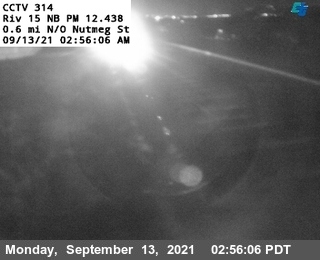 CCTV 314
Riv 15 NB PM 12.438
0.6 mi N/O Nutmeg St
09/13/21 02:56:06 AM
Monday, September 13, 2021 02:56:06 PDT